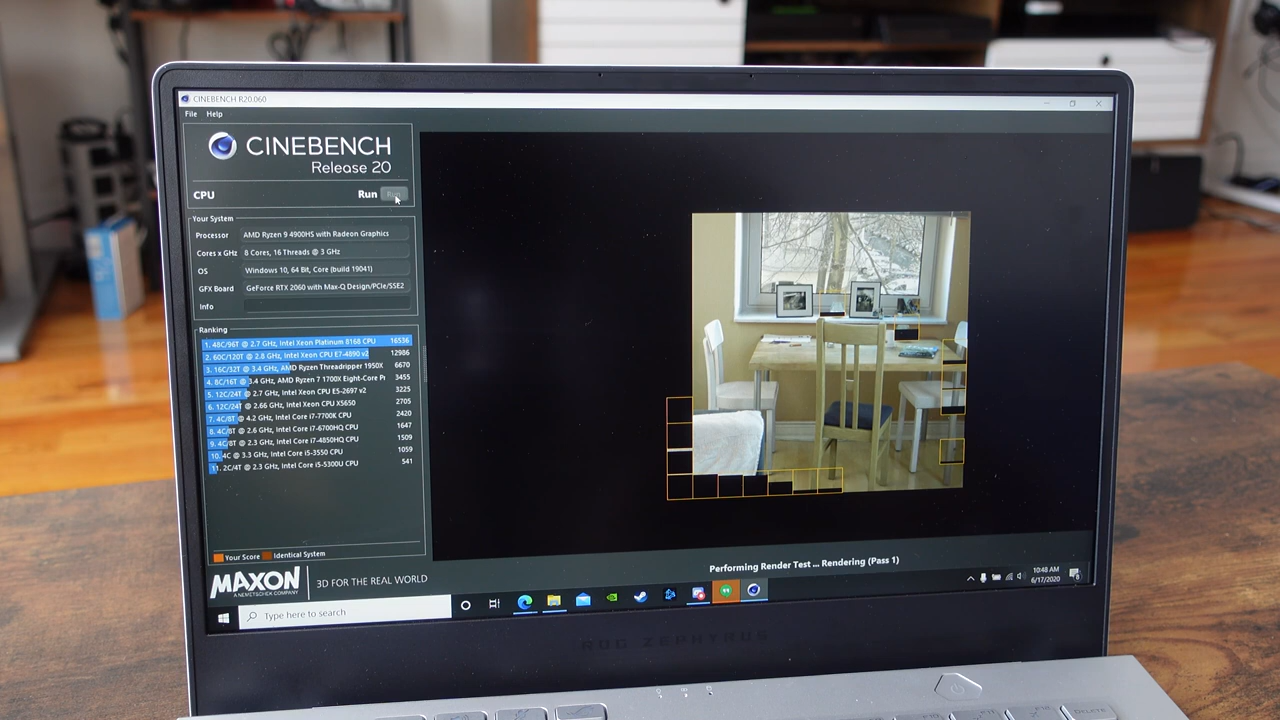 CINEBENCH R20.060
File Help
CINEBENCH
Release 20
CPU Run Run
Your System
Processor AMD Ryzen 9 4900HS with Radeon Graphics
Cores x GHz 8 Cores, 16 Threads @ 3 GHz
OS Windows 10, 64 Bit, Core (build 19041)
GFX Board GeForce RTX 2060 with Max-Q Design/PCIe/SSE2
Info
Ranking
1. 48C/96T @ 2.7 GHz, Intel Xeon Platinum 8168 CPU 16536
2. 60C/120T @ 2.8 GHz, Intel Xeon CPU E7-4890 v2 12986
3. 16C/32T @ 3.4 GHz, AMD Ryzen Threadripper 1950X 6670
4. 8C/16T @ 3.4 GHz, AMD Ryzen 7 1700X Eight-Core Pr 3455
5. 12C/24T @ 2.7 GHz, Intel Xeon CPU E5-2697 v2 3225
6. 12C/24T @ 2.66 GHz, Intel Xeon CPU X5650 2705
7. 4C/8T @ 4.2 GHz, Intel Core i7-7700K CPU 2420
8. 4C/8T @ 2.6 GHz, Intel Core i7-6700HQ CPU 1647
9. 4C/8T @ 2.3 GHz, Intel Core i7-4850HQ CPU 1509
10. 4C @ 3.3 GHz, Intel Core i5-3550 CPU 1059
11. 2C/4T @ 2.3 GHz, Intel Core i5-5300U CPU 541
Your Score Identical System
MAXON
A NEMETSCHEK COMPANY
3D FOR THE REAL WORLD
Performing Render Test ... Rendering (Pass 1)
Type here to search
10:48 AM
6/17/2020
ROG ZEPHYRUS
DELETE